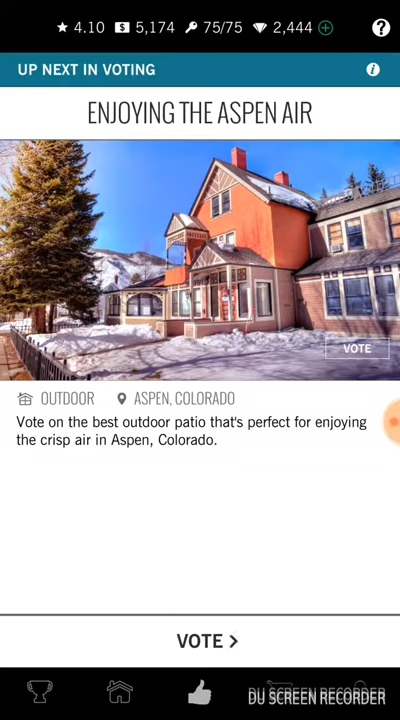 4.10 5,174 75/75 2,444
UP NEXT IN VOTING
ENJOYING THE ASPEN AIR
VOTE
OUTDOOR ASPEN, COLORADO
Vote on the best outdoor patio that's perfect for enjoying
the crisp air in Aspen, Colorado.
VOTE >
DU SCREEN RECORDER